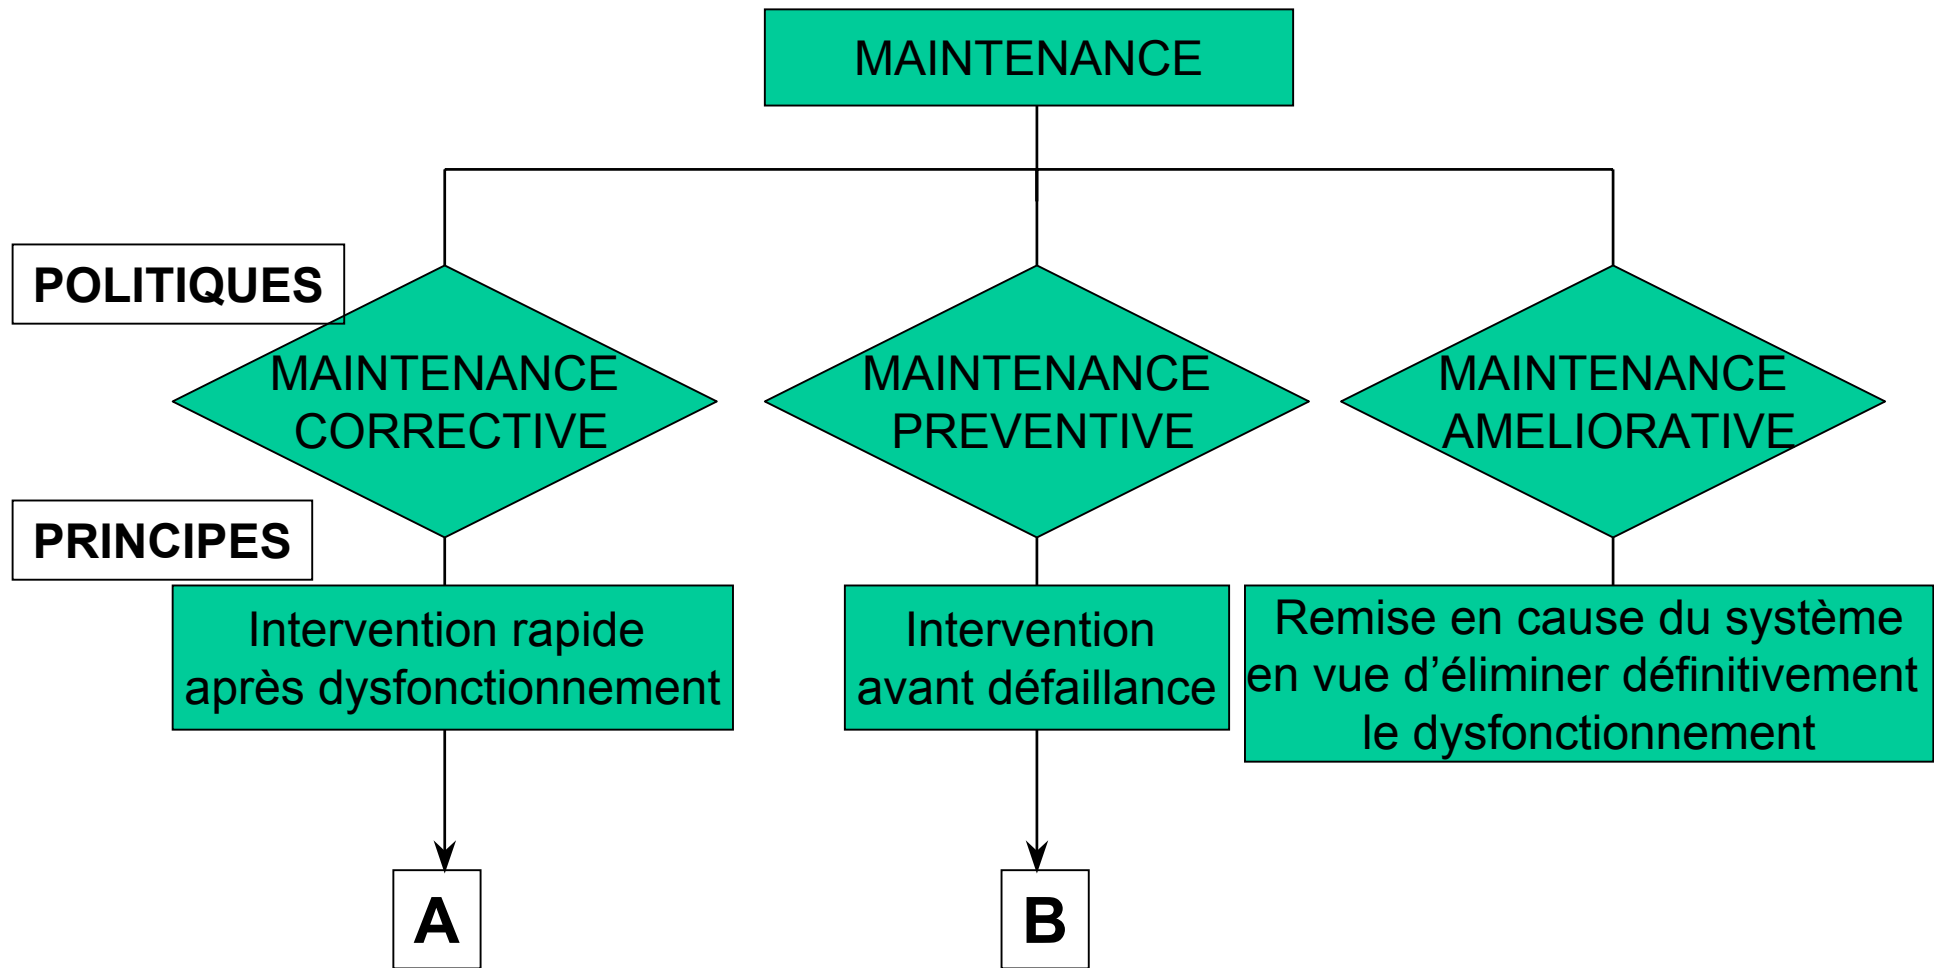 MAINTENANCE
POLITIQUES
MAINTENANCE
CORRECTIVE
MAINTENANCE
PREVENTIVE
MAINTENANCE
AMELIORATIVE
PRINCIPES
Intervention rapide
après dysfonctionnement
Intervention
avant défaillance
Remise en cause du système
en vue d’éliminer définitivement
le dysfonctionnement
A
B